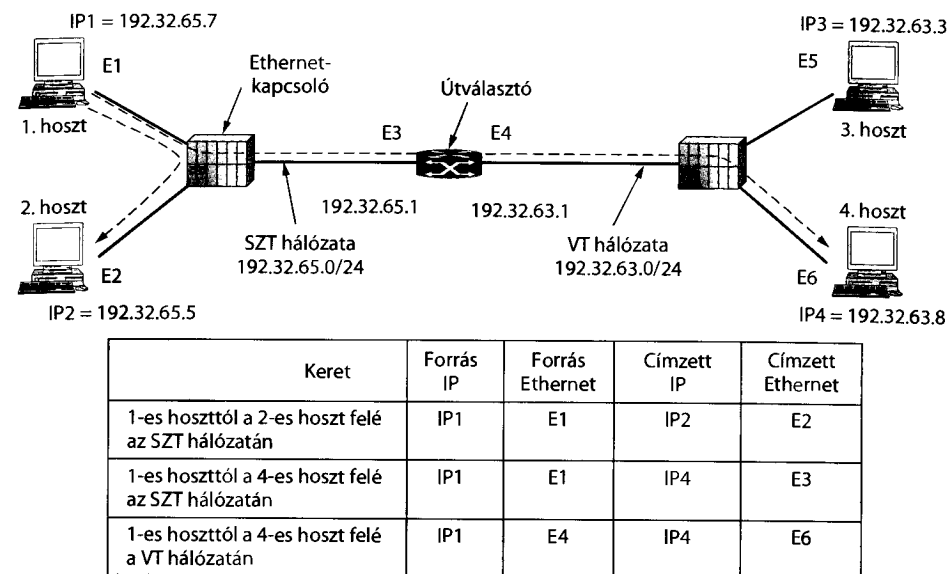 IP1 = 192.32.65.7
IP3 = 192.32.63.3
E1
Ethernet-
kapcsoló
Útválasztó
E5
1. hoszt
E3
E4
3. hoszt
2. hoszt
192.32.65.1
192.32.63.1
4. hoszt
SZT hálózata
192.32.65.0/24
VT hálózata
192.32.63.0/24
E2
E6
IP2 = 192.32.65.5
IP4 = 192.32.63.8
Keret
Forrás
IP
Forrás
Ethernet
Címzett
IP
Címzett
Ethernet
1-es hoszttól a 2-es hoszt felé
az SZT hálózatán
IP1
E1
IP2
E2
1-es hoszttól a 4-es hoszt felé
az SZT hálózatán
IP1
E1
IP4
E3
1-es hoszttól a 4-es hoszt felé
a VT hálózatán
IP1
E4
IP4
E6